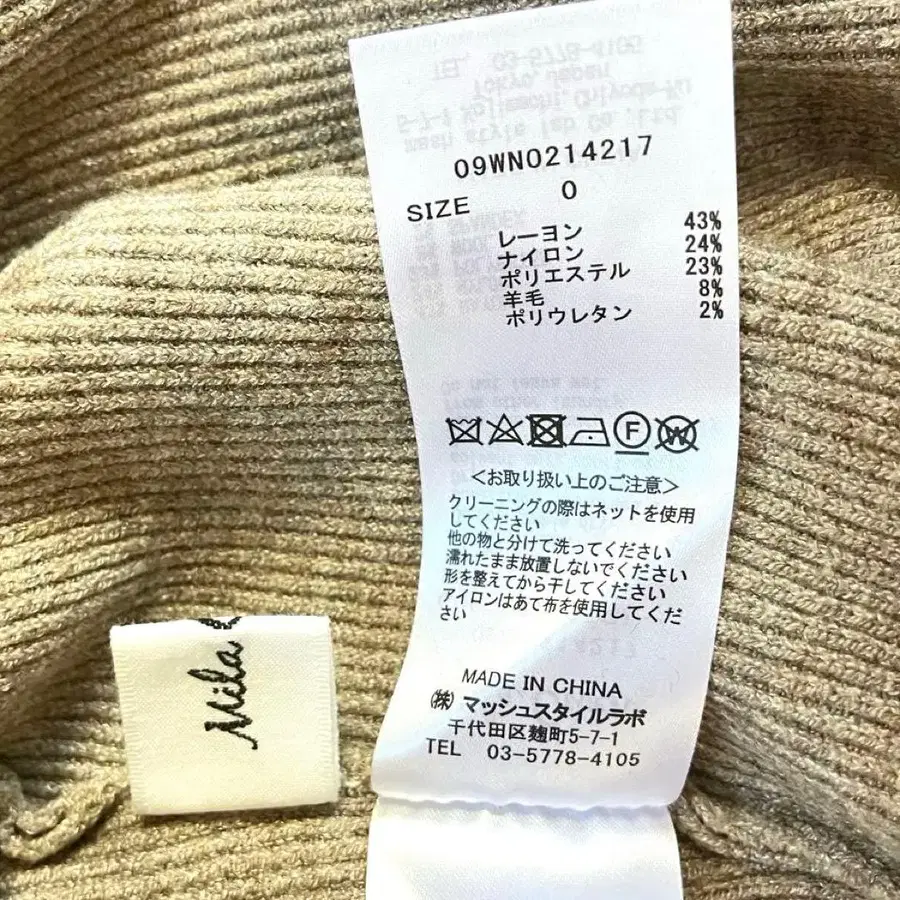 09WNO214217
SIZE 0
レーヨン 43%
ナイロン 24%
ポリエステル 23%
羊毛 8%
ポリウレタン 2%
F
W
<お取り扱い上のご注意>
クリーニングの際はネットを使用
してください
他の物と分けて洗ってください
濡れたまま放置しないでください
形を整えてから干してください
アイロンはあて布を使用してくだ
さい
MADE IN CHINA
㈱マッシュスタイルラボ
千代田区麹町5-7-1
TEL 03-5778-4105
Mila